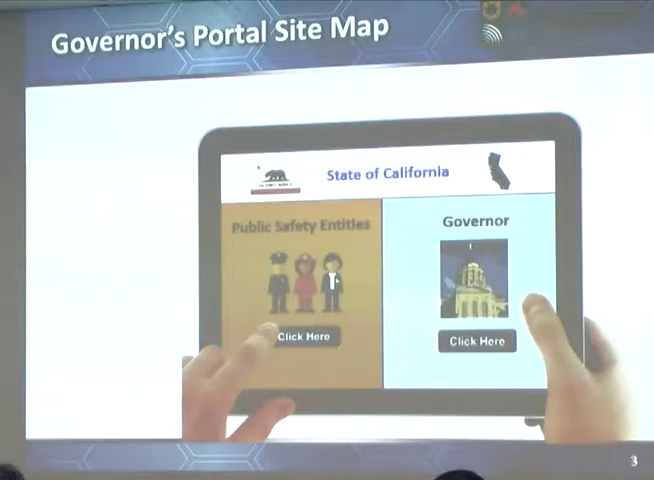 Governor's Portal Site Map
State of California
Public Safety Entities
Governor
Click Here
Click Here
3